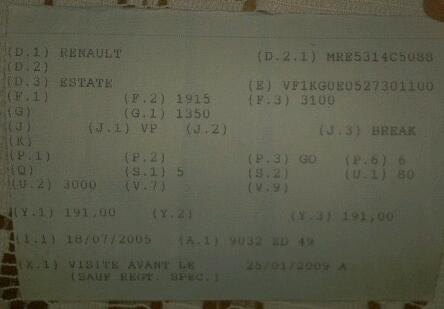 (D.1) RENAULT (D.2.1) MRE5314C5088
(D.2)
(D.3) ESTATE (E) VF1KG0E0527301100
(F.1) (F.2) 1915 (F.3) 3100
(G) (G.1) 1350
(J) (J.1) VP (J.2) (J.3) BREAK
(K)
(P.1) (P.2) (P.3) GO (P.6) 6
(Q) (S.1) 5 (S.2) (U.1) 80
(U.2) 3000 (V.7) (V.9)
(Y.1) 191,00 (Y.2) (Y.3) 191,00
(I.1) 18/07/2005 (A.1) 9032 ZD 49
(X.1) VISITE AVANT LE 25/01/2009 A
(SAUF REGT. SPEC.)